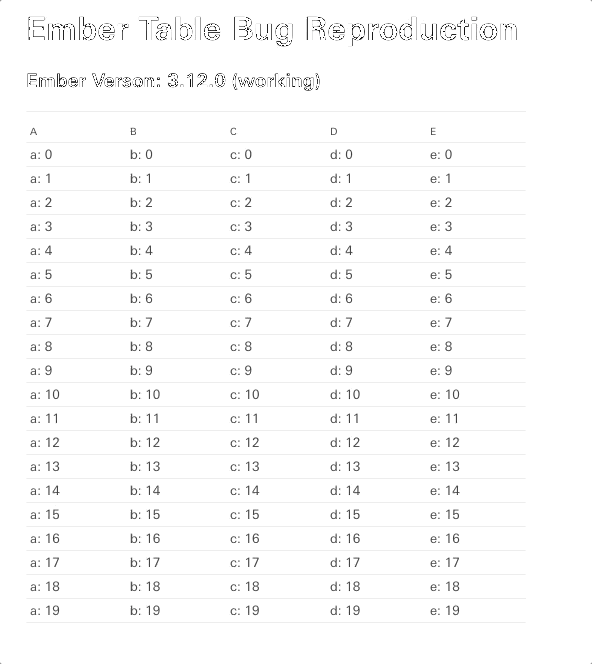 Ember Table Bug Reproduction
Ember Verson: 3.12.0 (working)
A B C D E
a: 0 b: 0 c: 0 d: 0 e: 0
a: 1 b: 1 c: 1 d: 1 e: 1
a: 2 b: 2 c: 2 d: 2 e: 2
a: 3 b: 3 c: 3 d: 3 e: 3
a: 4 b: 4 c: 4 d: 4 e: 4
a: 5 b: 5 c: 5 d: 5 e: 5
a: 6 b: 6 c: 6 d: 6 e: 6
a: 7 b: 7 c: 7 d: 7 e: 7
a: 8 b: 8 c: 8 d: 8 e: 8
a: 9 b: 9 c: 9 d: 9 e: 9
a: 10 b: 10 c: 10 d: 10 e: 10
a: 11 b: 11 c: 11 d: 11 e: 11
a: 12 b: 12 c: 12 d: 12 e: 12
a: 13 b: 13 c: 13 d: 13 e: 13
a: 14 b: 14 c: 14 d: 14 e: 14
a: 15 b: 15 c: 15 d: 15 e: 15
a: 16 b: 16 c: 16 d: 16 e: 16
a: 17 b: 17 c: 17 d: 17 e: 17
a: 18 b: 18 c: 18 d: 18 e: 18
a: 19 b: 19 c: 19 d: 19 e: 19